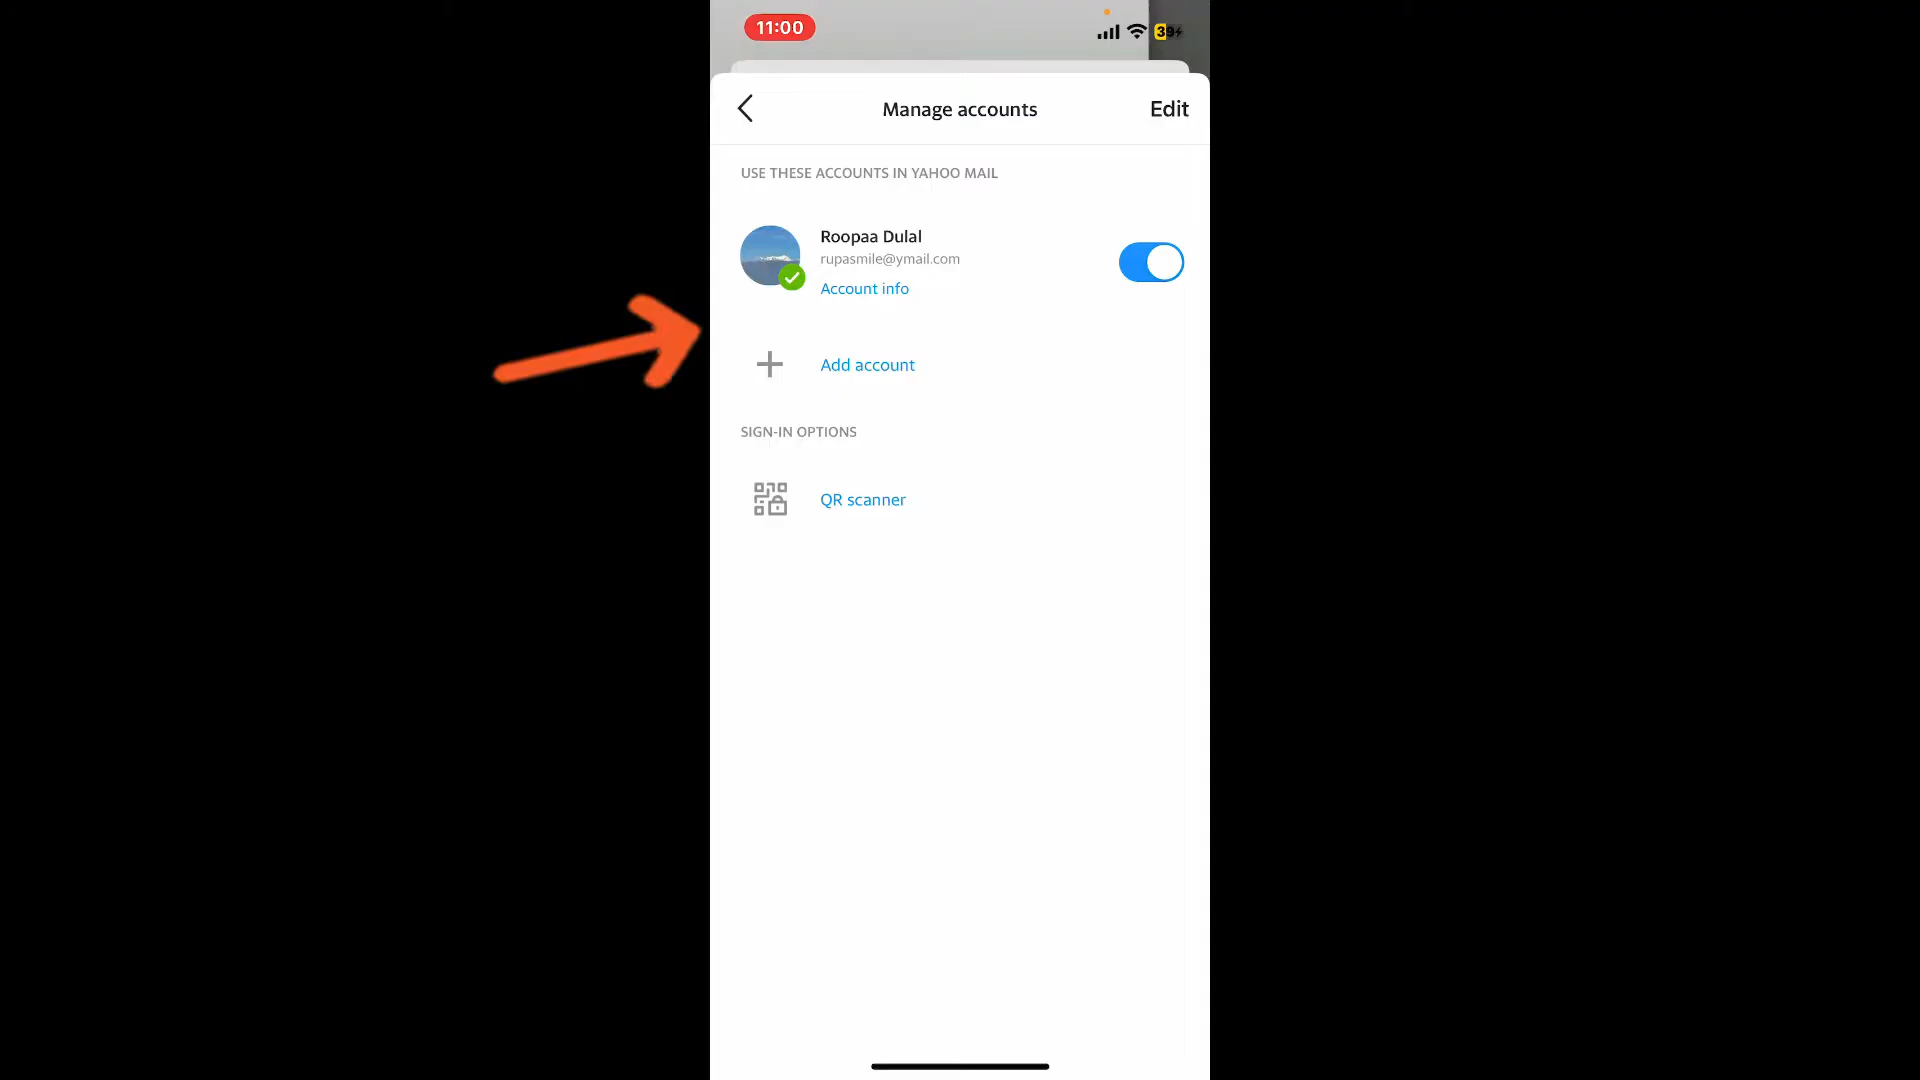 11:00
39
Manage accounts
Edit
USE THESE ACCOUNTS IN YAHOO MAIL
Roopaa Dulal
rupasmile@ymail.com
Account info
Add account
SIGN-IN OPTIONS
QR scanner